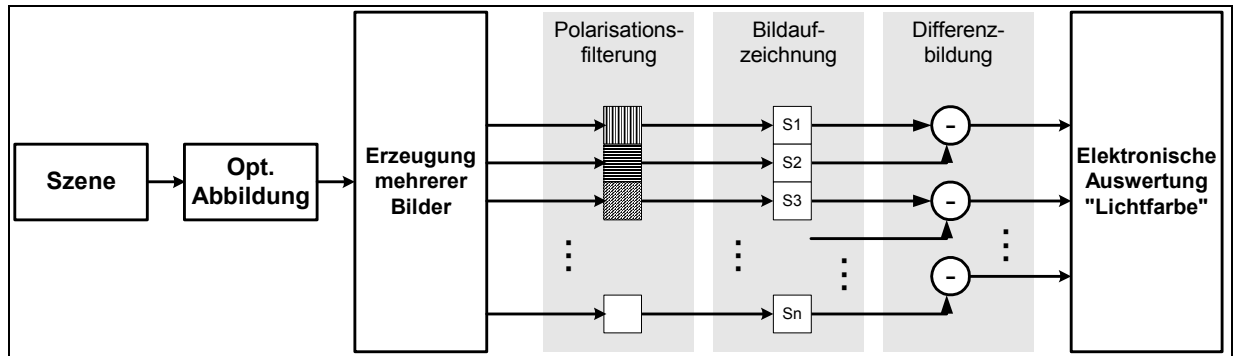 Szene
Opt.
Abbildung
Erzeugung
mehrerer
Bilder
Polarisations-
filterung
Bildauf-
zeichnung
S1
S2
S3
Sn
Differenz-
bildung
-
-
-
Elektronische
Auswertung
"Lichtfarbe"